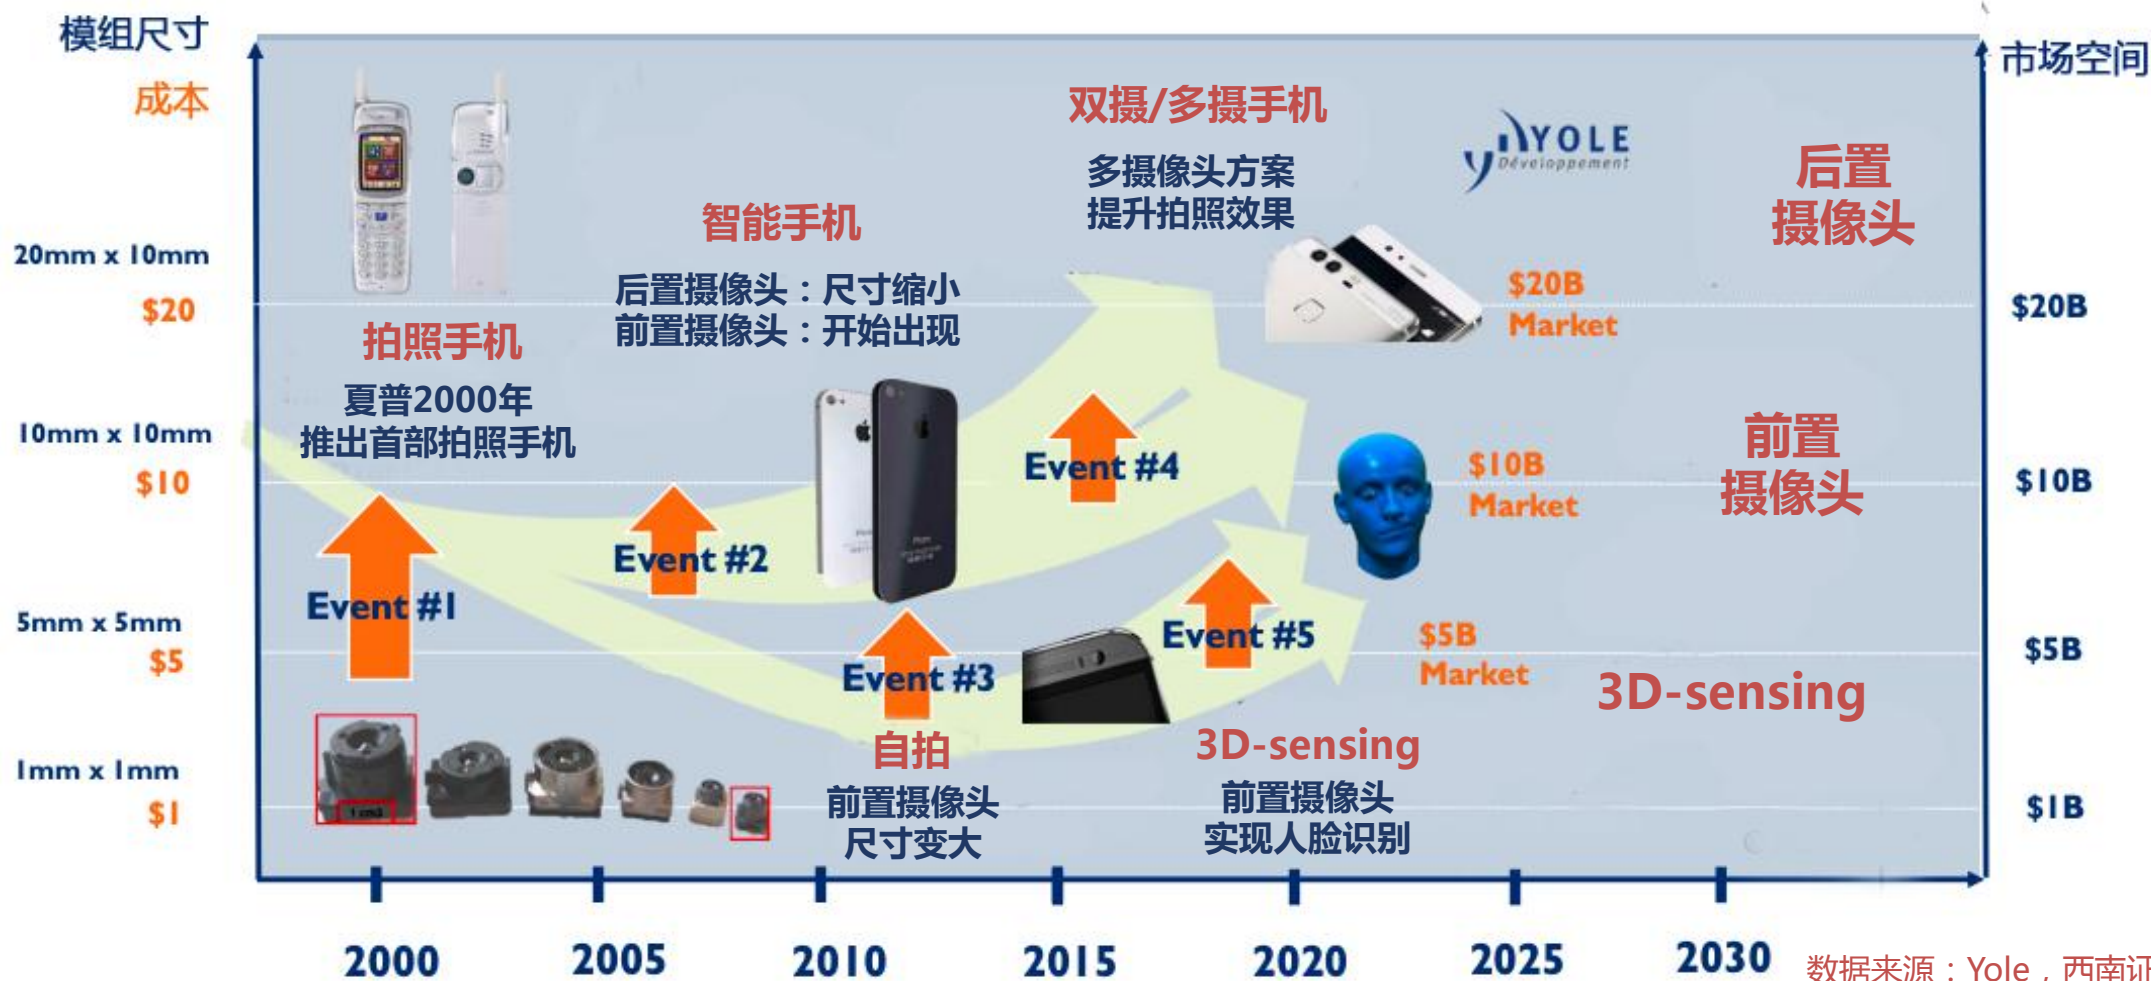 模组尺寸
成本
市场空间
双摄/多摄手机
多摄像头方案
提升拍照效果
YOLE
Développement
后置
摄像头
智能手机
后置摄像头：尺寸缩小
前置摄像头：开始出现
20mm x 10mm
$20
$20B
Market
$20B
拍照手机
夏普2000年
推出首部拍照手机
10mm x 10mm
$10
Event #4
$10B
Market
前置
摄像头
$10B
Event #2
Event #1
5mm x 5mm
$5
Event #3
Event #5
$5B
Market
3D-sensing
$5B
自拍
前置摄像头
尺寸变大
3D-sensing
前置摄像头
实现人脸识别
1mm x 1mm
$1
1 cm3
$1B
2000
2005
2010
2015
2020
2025
2030
数据来源：Yole，西南证